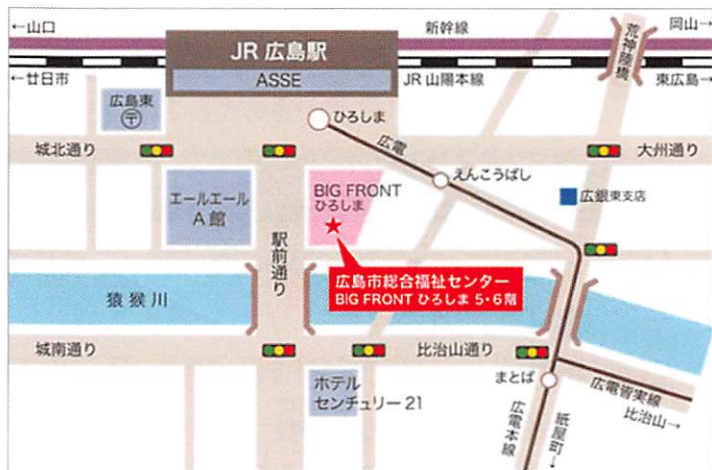 ←山口
新幹線
岡山→
JR 広島駅
荒神陸橋
←廿日市
ASSE
JR 山陽本線
東広島→
広島東
〒
ひろしま
城北通り
広電
大州通り
えんこうばし
エールエール
A 館
BIG FRONT
ひろしま
広銀東支店
駅前通り
広島市総合福祉センター
BIG FRONT ひろしま 5・6階
猿猴川
城南通り
比治山通り
まとば
ホテル
センチュリー21
広電皆実線
比治山→
広電本線
紙屋町→